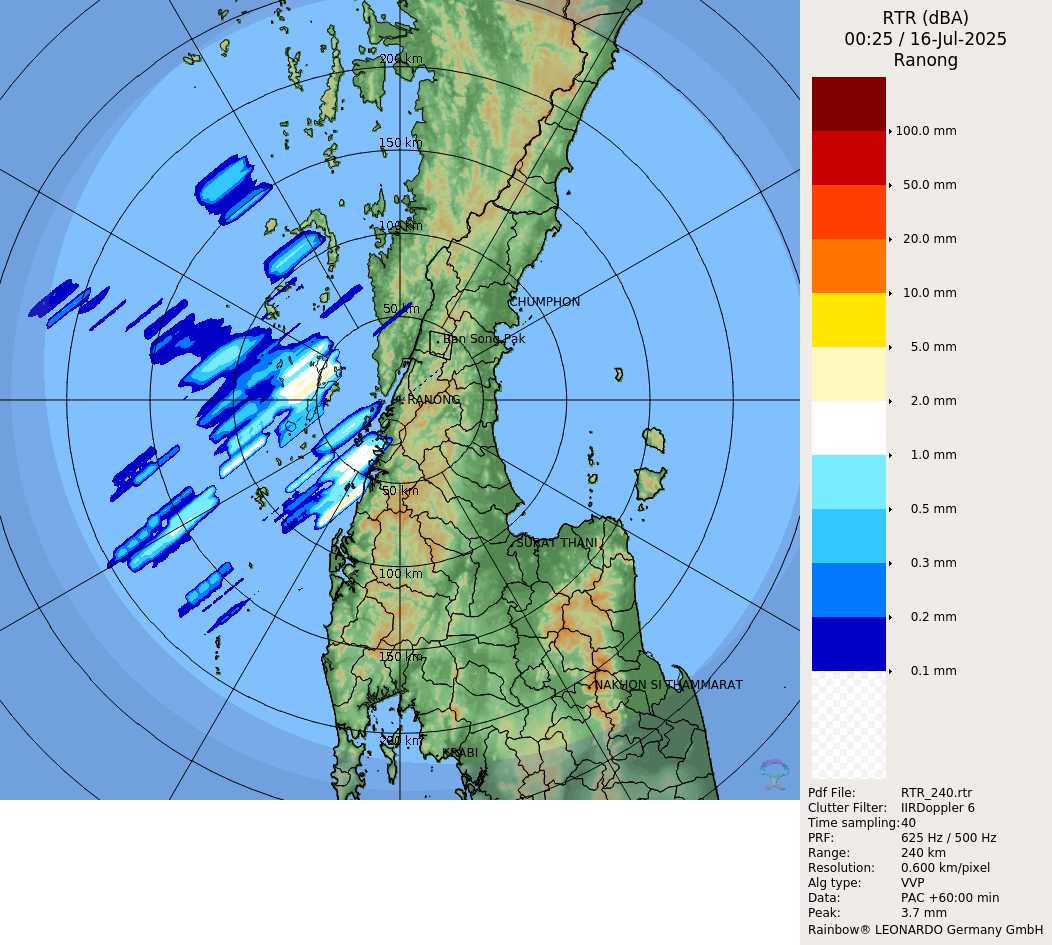 RTR (dBA)
00:25 / 16-Jul-2025
Ranong
200 km
150 km
100 km
50 km
CHUMPHON
Ban Song Pak
RANONG
50 km
SURAT THANI
100 km
150 km
NAKHON SI THAMMARAT
200 km
KRABI
100.0 mm
50.0 mm
20.0 mm
10.0 mm
5.0 mm
2.0 mm
1.0 mm
0.5 mm
0.3 mm
0.2 mm
0.1 mm
Pdf File: RTR_240.rtr
Clutter Filter: IIRDoppler 6
Time sampling:40
PRF: 625 Hz / 500 Hz
Range: 240 km
Resolution: 0.600 km/pixel
Alg type: VVP
Data: PAC +60:00 min
Peak: 3.7 mm
Rainbow® LEONARDO Germany GmbH